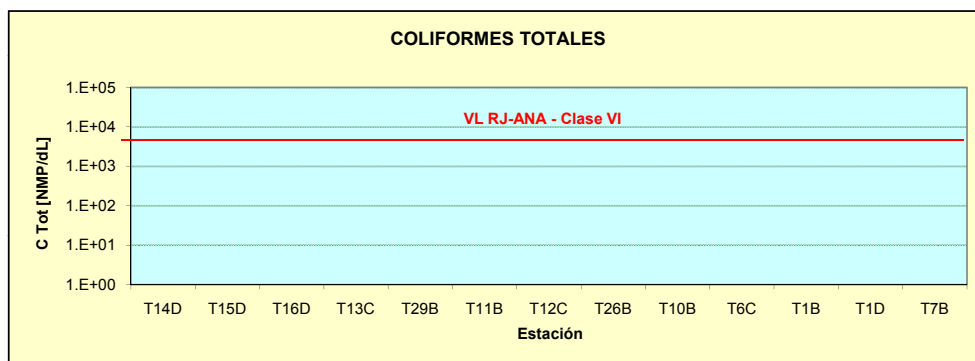 COLIFORMES TOTALES
C Tot [NMP/dL]
1.E+05
1.E+04
1.E+03
1.E+02
1.E+01
1.E+00
VL RJ-ANA - Clase VI
T14D T15D T16D T13C T29B T11B T12C T26B T10B T6C T1B T1D T7B
Estación